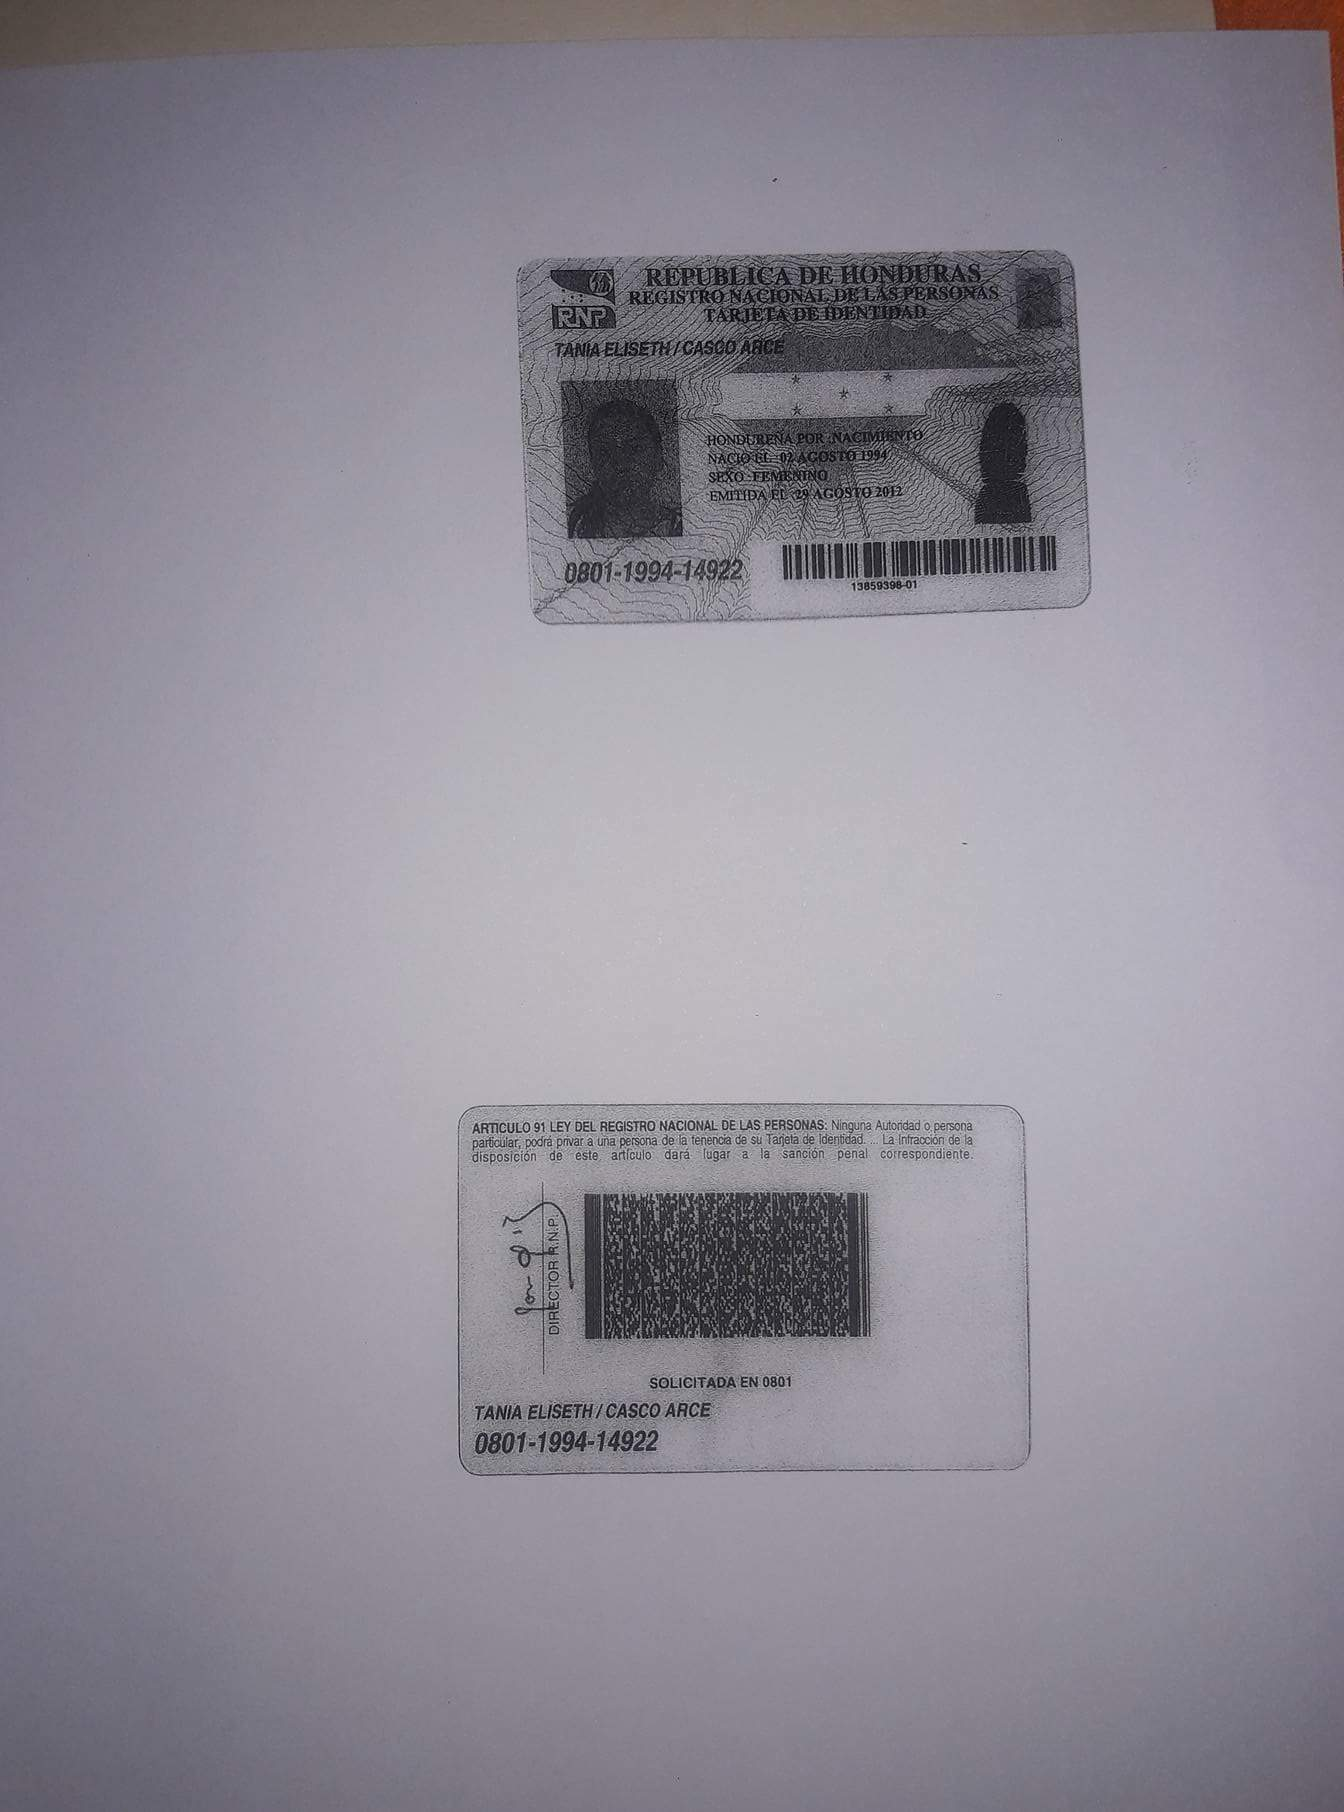 REPUBLICA DE HONDURAS
REGISTRO NACIONAL DE LAS PERSONAS
TARJETA DE IDENTIDAD
RNP
TANIA ELISETH / CASCO ARCE
HONDUREÑA POR :NACIMIENTO
NACIO EL :02 AGOSTO 1994
SEXO :FEMENINO
EMITIDA EL :29 AGOSTO 2012
0801-1994-14922
13859398-01
ARTICULO 91 LEY DEL REGISTRO NACIONAL DE LAS PERSONAS: Ninguna Autoridad o persona
particular, podrá privar a una persona de la tenencia de su Tarjeta de Identidad. ... La Infracción de la
disposición de este artículo dará lugar a la sanción penal correspondiente.
DIRECTOR R.N.P.
SOLICITADA EN 0801
TANIA ELISETH / CASCO ARCE
0801-1994-14922